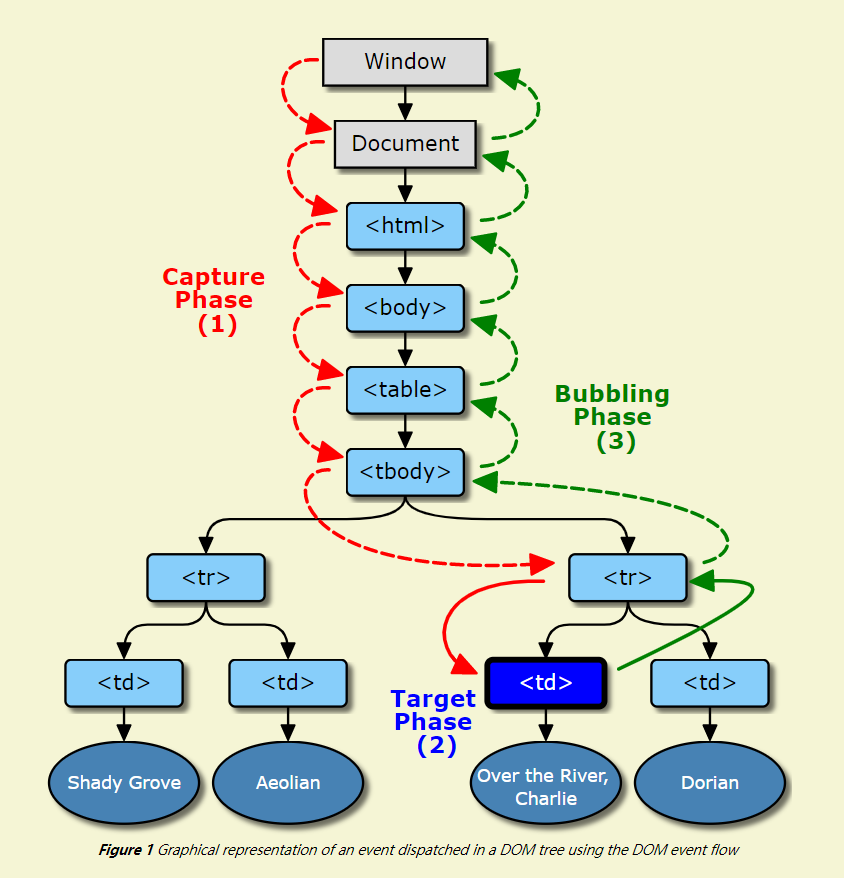 Window
Document
<html>
Capture
Phase
(1)
<body>
<table>
Bubbling
Phase
(3)
<tbody>
<tr>
<tr>
<td>
<td>
<td>
<td>
Target
Phase
(2)
Shady Grove
Aeolian
Over the River,
Charlie
Dorian
Figure 1 Graphical representation of an event dispatched in a DOM tree using the DOM event flow